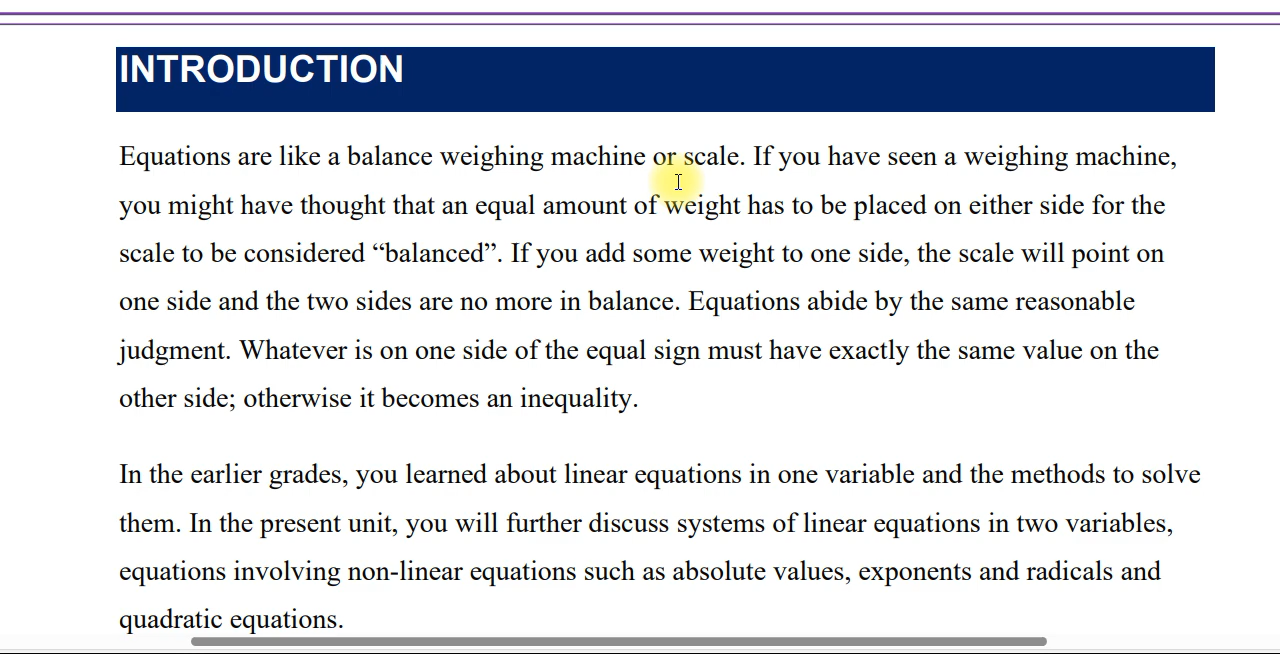 INTRODUCTION
Equations are like a balance weighing machine or scale. If you have seen a weighing machine,
you might have thought that an equal amount of weight has to be placed on either side for the
scale to be considered “balanced”. If you add some weight to one side, the scale will point on
one side and the two sides are no more in balance. Equations abide by the same reasonable
judgment. Whatever is on one side of the equal sign must have exactly the same value on the
other side; otherwise it becomes an inequality.
In the earlier grades, you learned about linear equations in one variable and the methods to solve
them. In the present unit, you will further discuss systems of linear equations in two variables,
equations involving non-linear equations such as absolute values, exponents and radicals and
quadratic equations.